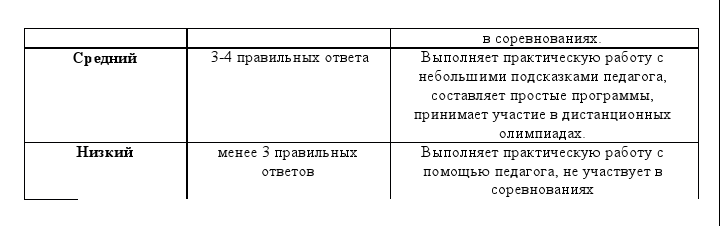 в соревнованиях.
Средний
3-4 правильных ответа
Выполняет практическую работу с
небольшими подсказками педагога,
составляет простые программы,
принимает участие в дистанционных
олимпиадах.
Низкий
менее 3 правильных
ответов
Выполняет практическую работу с
помощью педагога, не участвует в
соревнованиях